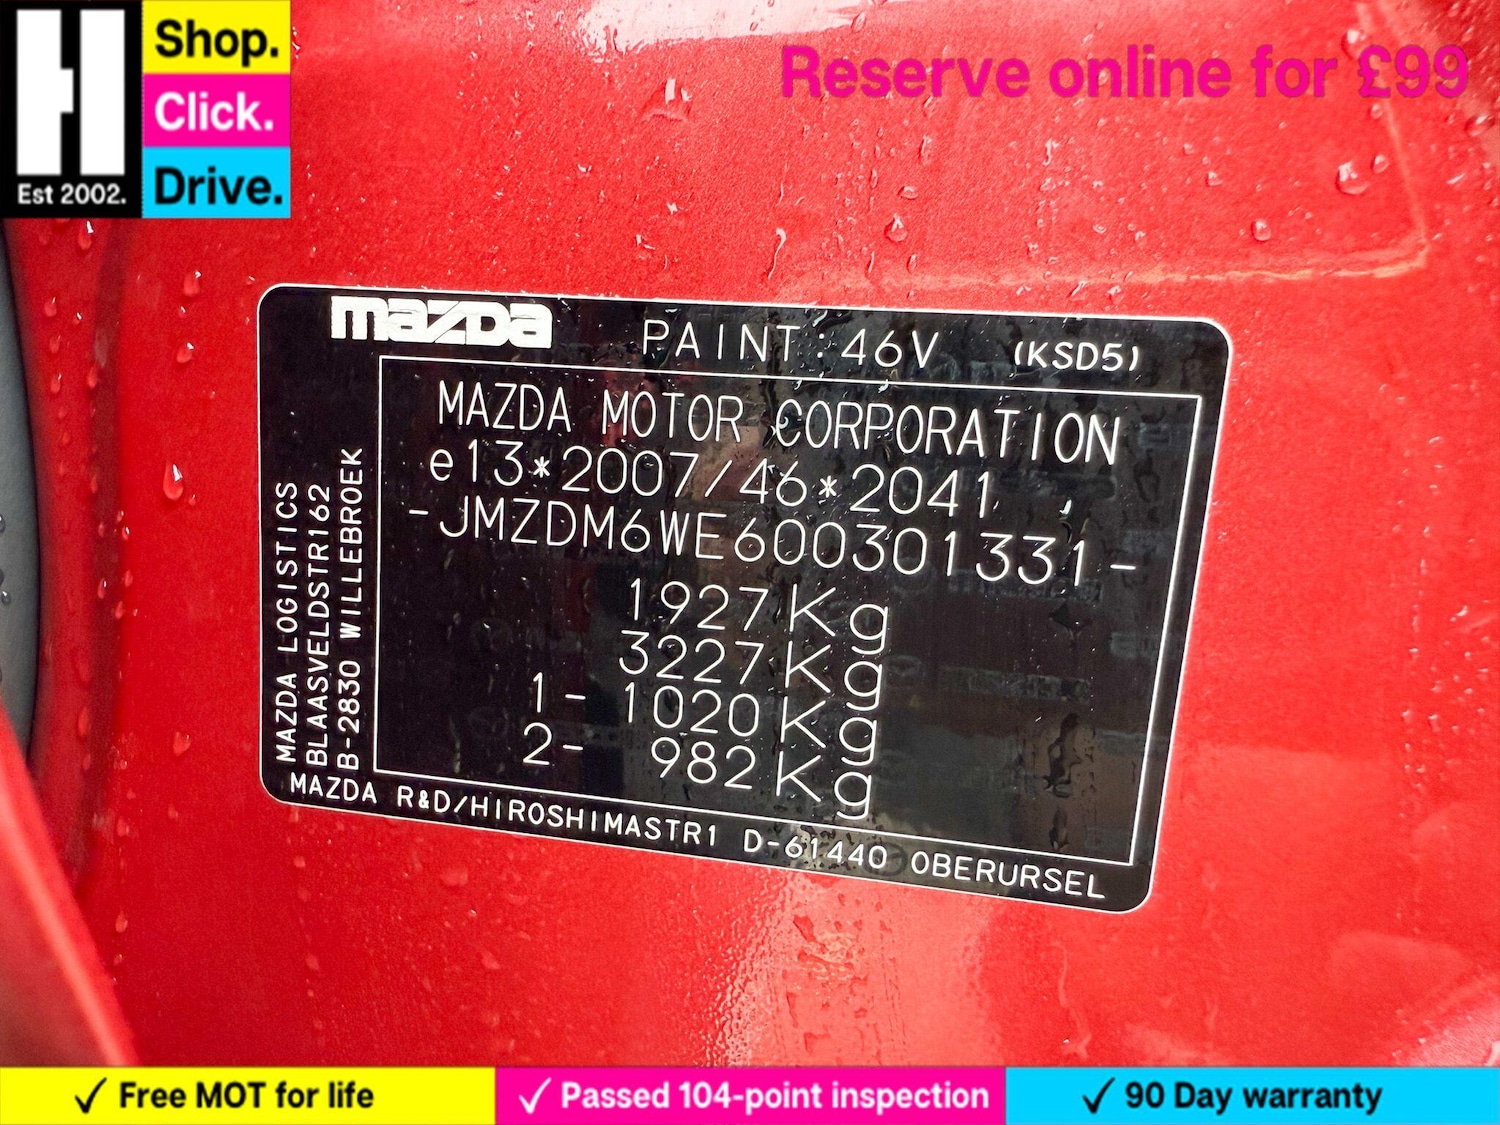 Shop.
Click.
Drive.
Est 2002.
Reserve online for £99
mazda PAINT: 46V (KSD5)
MAZDA MOTOR CORPORATION
e13*2007/46*2041
-JMZDM6WE600301331-
1927Kg
3227Kg
1- 1020Kg
2- 982Kg
MAZDA LOGISTICS
BLAASVELDSTR162
B-2830 WILLEBROEK
MAZDA R&D/HIROSHIMASTR1 D-61440 OBERURSEL
✓ Free MOT for life
✓ Passed 104-point inspection
✓ 90 Day warranty